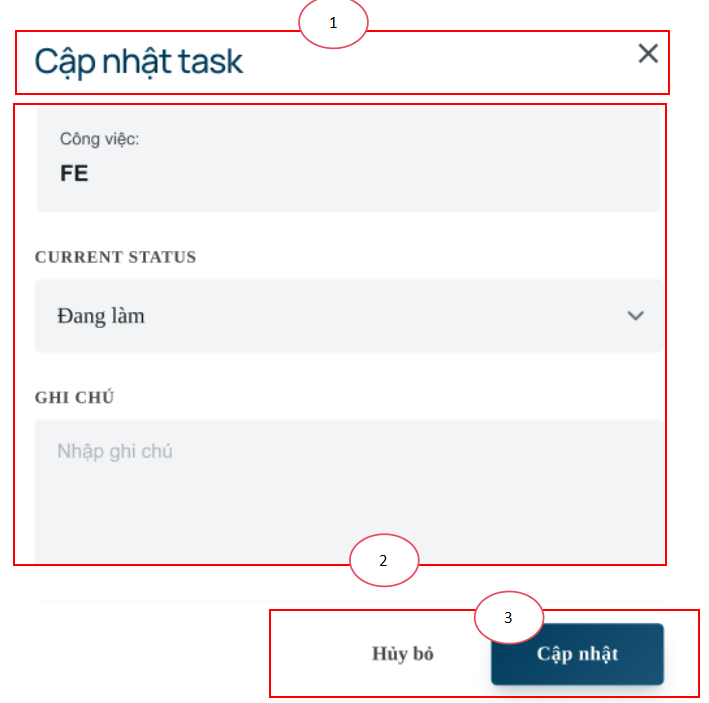 1
Cập nhật task
Công việc:
FE
CURRENT STATUS
Đang làm
GHI CHÚ
Nhập ghi chú
2
3
Hủy bỏ
Cập nhật